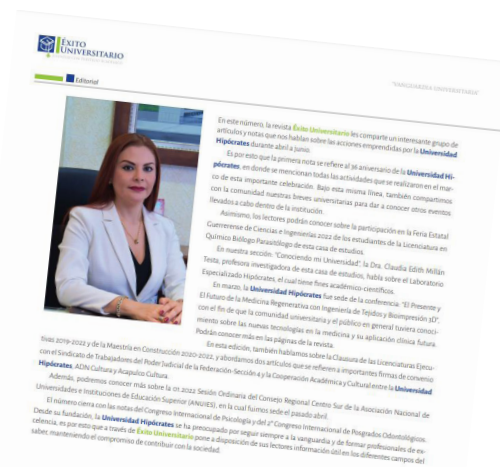 ÉXITO
UNIVERSITARIO
"VANGUARDIA UNIVERSITARIA"
Editorial
En este número, la revista Éxito Universitario les comparte un interesante grupo de
artículos y notas que nos hablan sobre las acciones emprendidas por la Universidad
Hipócrates durante abril a junio.
Es por esto que la primera nota se refiere al 36 aniversario de la Universidad Hi-
pócrates, en donde se mencionan todas las actividades que se realizaron en el mar-
co de esta importante celebración. Bajo esta misma línea, también compartimos
con la comunidad nuestras breves universitarias para dar a conocer otros eventos
llevados a cabo dentro de la institución.
Asimismo, los lectores podrán conocer sobre la participación en la Feria Estatal
Guerrerense de Ciencias e Ingenierías 2022 de los estudiantes de la Licenciatura en
Químico Biólogo Parasitólogo de esta casa de estudios.
En nuestra sección: "Conociendo mi Universidad", la Dra. Claudia Edith Millán
Testa, profesora investigadora de esta casa de estudios, habla sobre el Laboratorio
Especializado Hipócrates, el cual tiene fines académico-científicos.
En marzo, la Universidad Hipócrates fue sede de la conferencia: "El Presente y
El Futuro de la Medicina Regenerativa con Ingeniería de Tejidos y Bioimpresión 3D",
con el fin de que la comunidad universitaria y el público en general tuviera conoci-
miento sobre las nuevas tecnologías en la medicina y su aplicación clínica futura.
Podrán conocer más en las páginas de la revista.
En esta edición, también hablamos sobre la Clausura de las Licenciaturas Ejecu-
tivas 2019-2022 y de la Maestría en Construcción 2020-2022, y abordamos dos artículos que se refieren a importantes firmas de convenio
con el Sindicato de Trabajadores del Poder Judicial de la Federación-Sección 4 y la Cooperación Académica y Cultural entre la Universidad
Hipócrates, ADN Cultura y Acapulco Cultura.
Además, podremos conocer más sobre la 01.2022 Sesión Ordinaria del Consejo Regional Centro Sur de la Asociación Nacional de
Universidades e Instituciones de Educación Superior (ANUIES), en la cual fuimos sede el pasado abril.
El número cierra con las notas del Congreso Internacional de Psicología y del 2° Congreso Internacional de Posgrados Odontológicos.
Desde su fundación, la Universidad Hipócrates se ha preocupado por seguir siempre a la vanguardia y de formar profesionales de ex-
celencia, es por esto que a través de Éxito Universitario pone a disposición de sus lectores información útil en los diferentes campos del
saber, manteniendo el compromiso de contribuir con la sociedad.